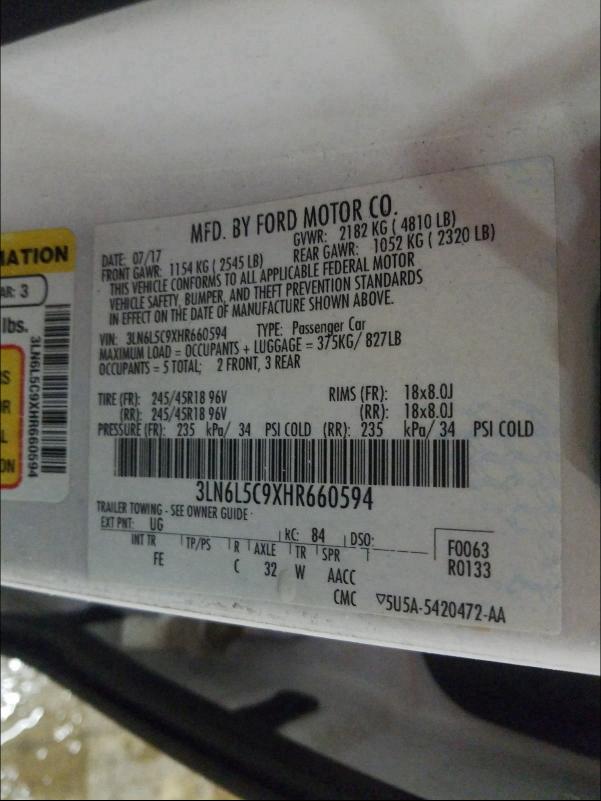 MFD. BY FORD MOTOR CO.
DATE: 07/17 GVWR: 2182 KG ( 4810 LB)
FRONT GAWR: 1154 KG ( 2545 LB) REAR GAWR: 1052 KG ( 2320 LB)
THIS VEHICLE CONFORMS TO ALL APPLICABLE FEDERAL MOTOR
VEHICLE SAFETY, BUMPER, AND THEFT PREVENTION STANDARDS
IN EFFECT ON THE DATE OF MANUFACTURE SHOWN ABOVE.
VIN: 3LN6L5C9XHR660594 TYPE: Passenger Car
MAXIMUM LOAD = OCCUPANTS + LUGGAGE = 375KG/ 827LB
OCCUPANTS = 5 TOTAL; 2 FRONT, 3 REAR
TIRE (FR): 245/45R18 96V RIMS (FR): 18x8.0J
(RR): 245/45R18 96V (RR): 18x8.0J
PRESSURE (FR): 235 kPa/ 34 PSI COLD (RR): 235 kPa/ 34 PSI COLD
3LN6L5C9XHR660594
TRAILER TOWING - SEE OWNER GUIDE
EXT PNT: UG RC: 84 DSO:
INT TR TP/PS R AXLE TR SPR T
FE C 32 W AACC
CMC
F0063
R0133
▽5U5A-5420472-AA
MATION
AR: 3
lbs.
3LN6L5C9XHR660594
S
R
L
ON